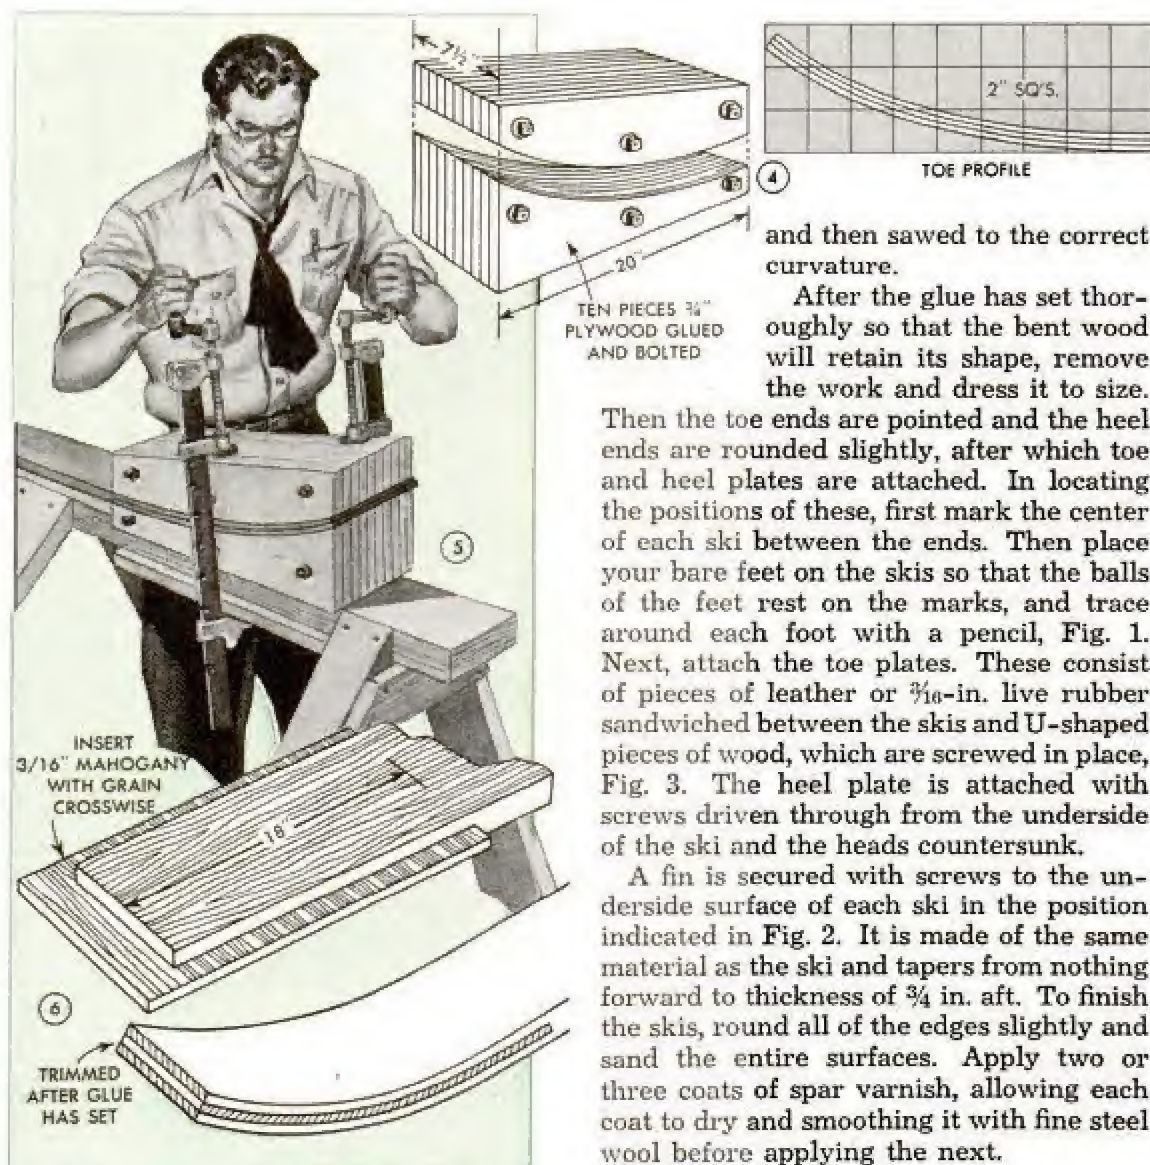 7½"
20"
TEN PIECES ¾"
PLYWOOD GLUED
AND BOLTED
2" SQ'S.
4
TOE PROFILE
5
INSERT
3/16" MAHOGANY
WITH GRAIN
CROSSWISE
18"
6
TRIMMED
AFTER GLUE
HAS SET
and then sawed to the correct
curvature.
After the glue has set thor-
oughly so that the bent wood
will retain its shape, remove
the work and dress it to size.
Then the toe ends are pointed and the heel
ends are rounded slightly, after which toe
and heel plates are attached. In locating
the positions of these, first mark the center
of each ski between the ends. Then place
your bare feet on the skis so that the balls
of the feet rest on the marks, and trace
around each foot with a pencil, Fig. 1.
Next, attach the toe plates. These consist
of pieces of leather or 3⁄16-in. live rubber
sandwiched between the skis and U-shaped
pieces of wood, which are screwed in place,
Fig. 3. The heel plate is attached with
screws driven through from the underside
of the ski and the heads countersunk.
A fin is secured with screws to the un-
derside surface of each ski in the position
indicated in Fig. 2. It is made of the same
material as the ski and tapers from nothing
forward to thickness of ¾ in. aft. To finish
the skis, round all of the edges slightly and
sand the entire surfaces. Apply two or
three coats of spar varnish, allowing each
coat to dry and smoothing it with fine steel
wool before applying the next.